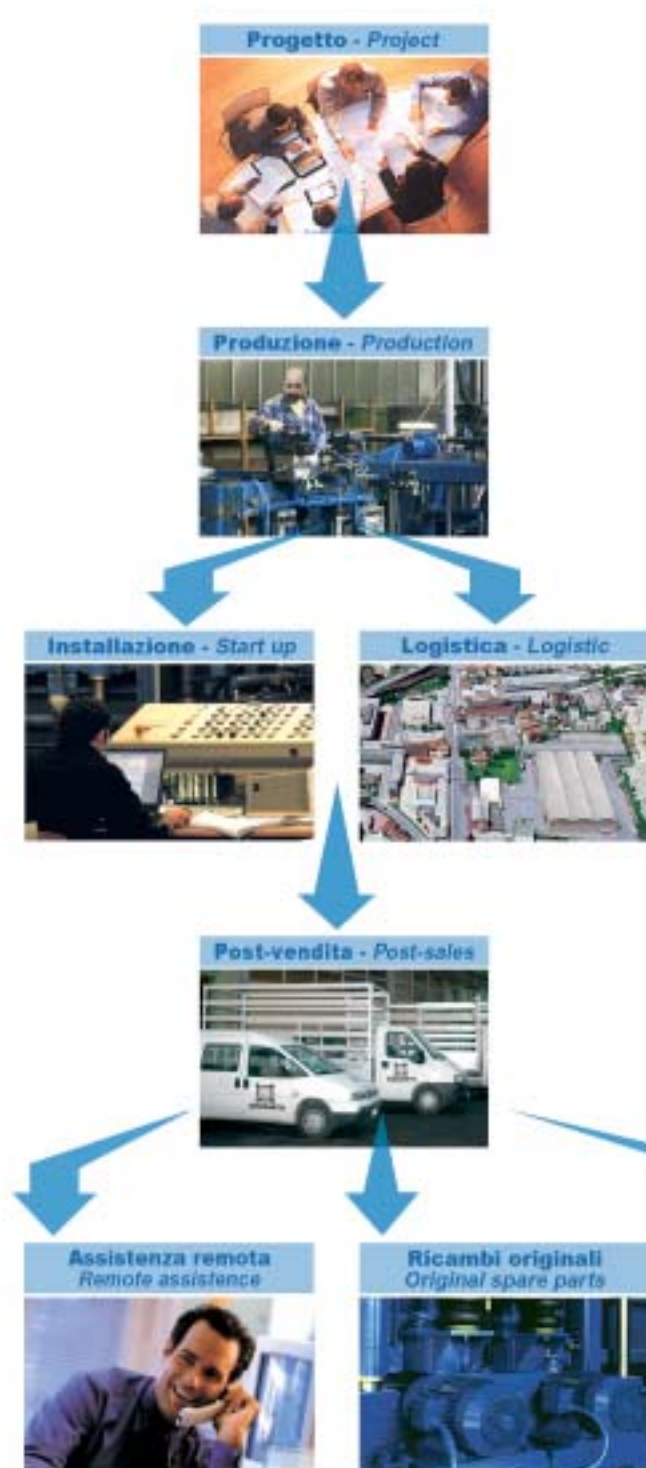 Progetto - Project
Produzione - Production
Installazione - Start up
Logistica - Logistic
Post-vendita - Post-sales
Assistenza remota
Remote assistence
Ricambi originali
Original spare parts